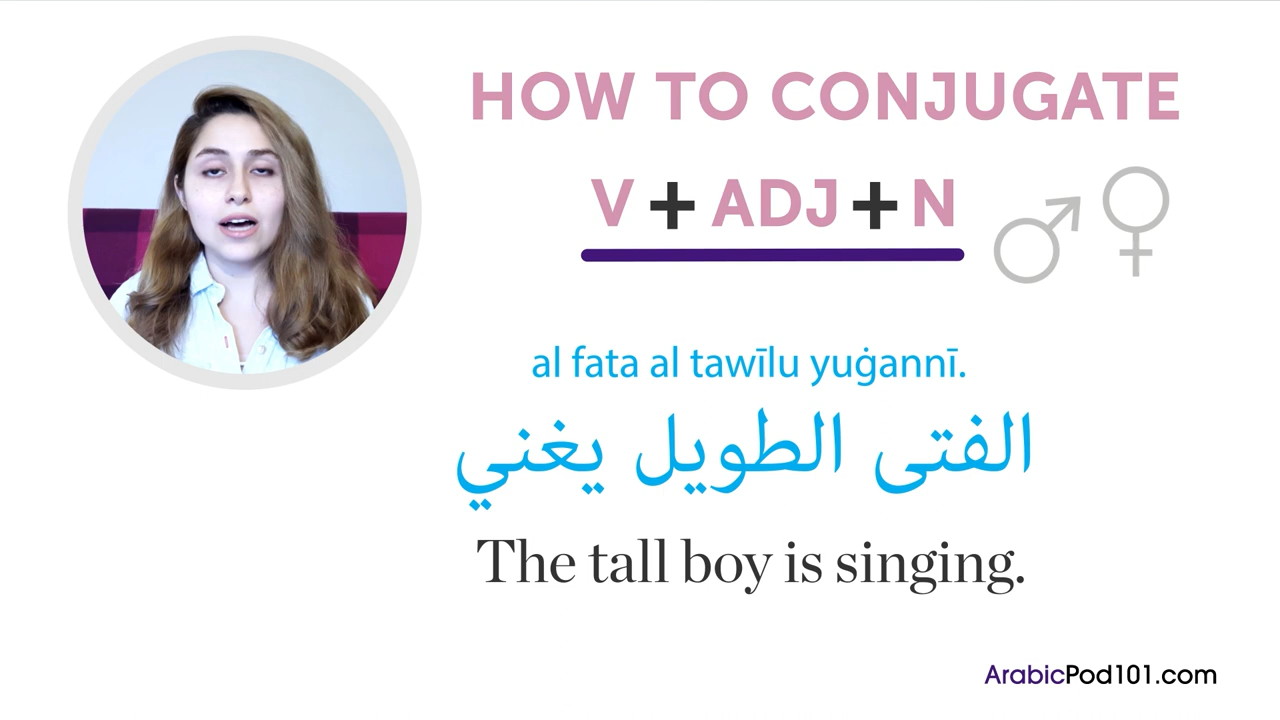 HOW TO CONJUGATE
V + ADJ + N
al fata al tawīlu yuġannī.
الفتى الطويل يغني
The tall boy is singing.
ArabicPod101.com